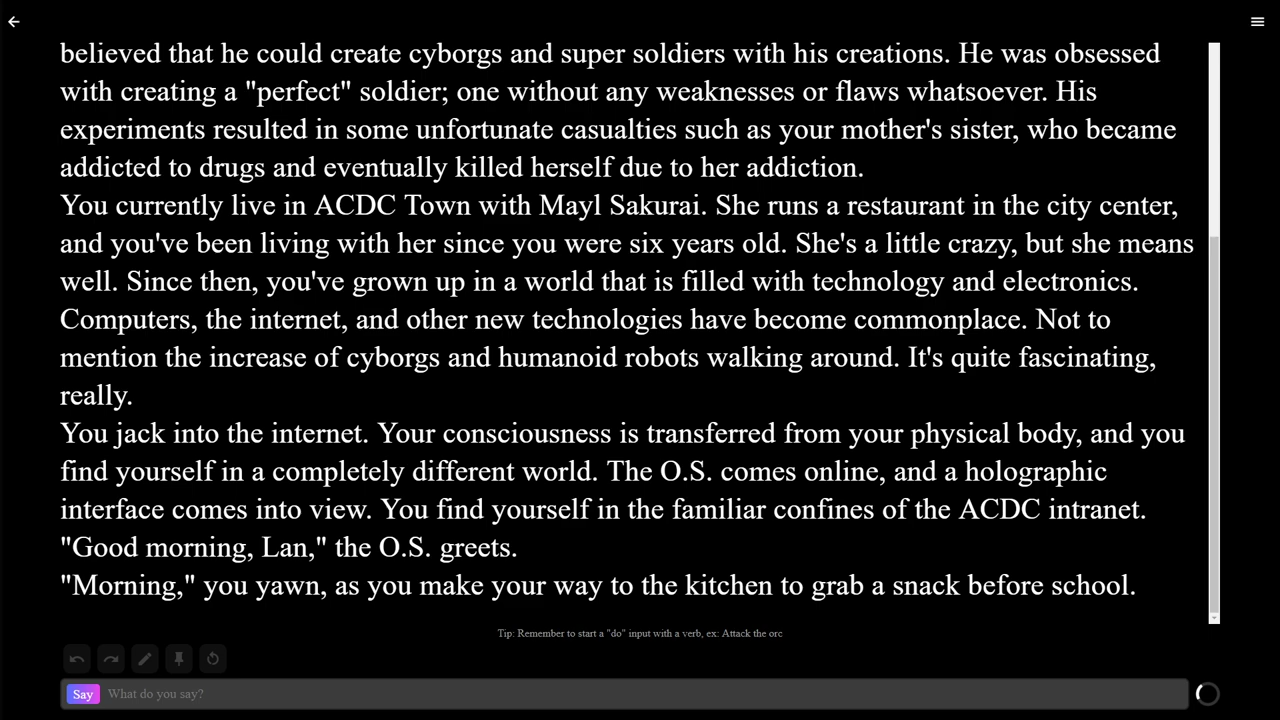 believed that he could create cyborgs and super soldiers with his creations. He was obsessed
with creating a "perfect" soldier; one without any weaknesses or flaws whatsoever. His
experiments resulted in some unfortunate casualties such as your mother's sister, who became
addicted to drugs and eventually killed herself due to her addiction.
You currently live in ACDC Town with Mayl Sakurai. She runs a restaurant in the city center,
and you've been living with her since you were six years old. She's a little crazy, but she means
well. Since then, you've grown up in a world that is filled with technology and electronics.
Computers, the internet, and other new technologies have become commonplace. Not to
mention the increase of cyborgs and humanoid robots walking around. It's quite fascinating,
really.
You jack into the internet. Your consciousness is transferred from your physical body, and you
find yourself in a completely different world. The O.S. comes online, and a holographic
interface comes into view. You find yourself in the familiar confines of the ACDC intranet.
"Good morning, Lan," the O.S. greets.
"Morning," you yawn, as you make your way to the kitchen to grab a snack before school.
Tip: Remember to start a "do" input with a verb, ex: Attack the orc
Say What do you say?